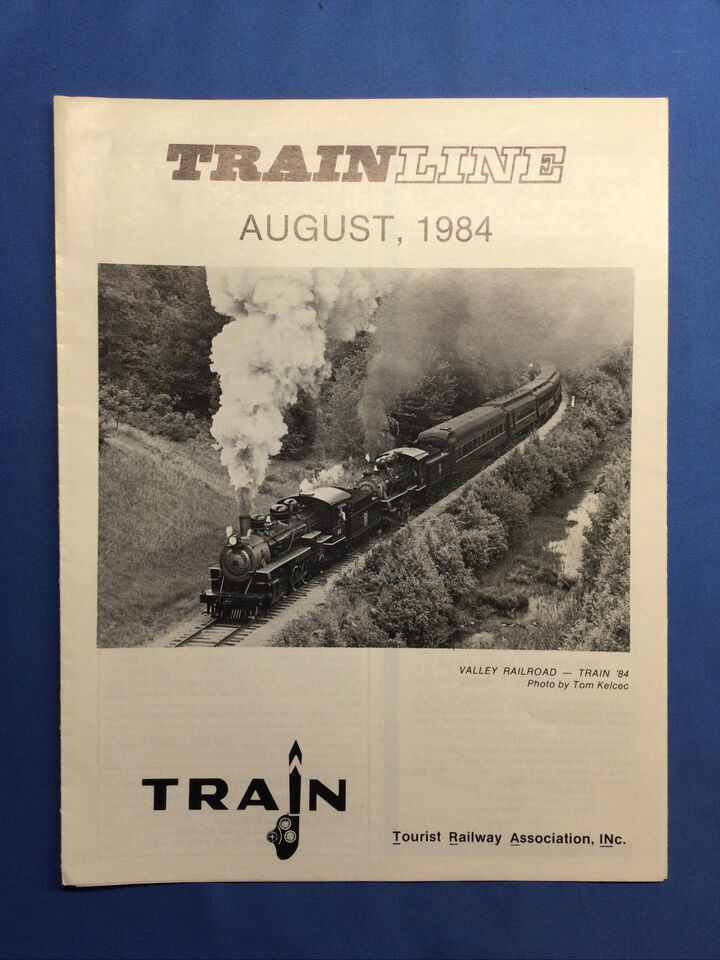 TRAINLINE
AUGUST, 1984
VALLEY RAILROAD — TRAIN '84
Photo by Tom Kelcec
TRAIN
Tourist Railway Association, INc.